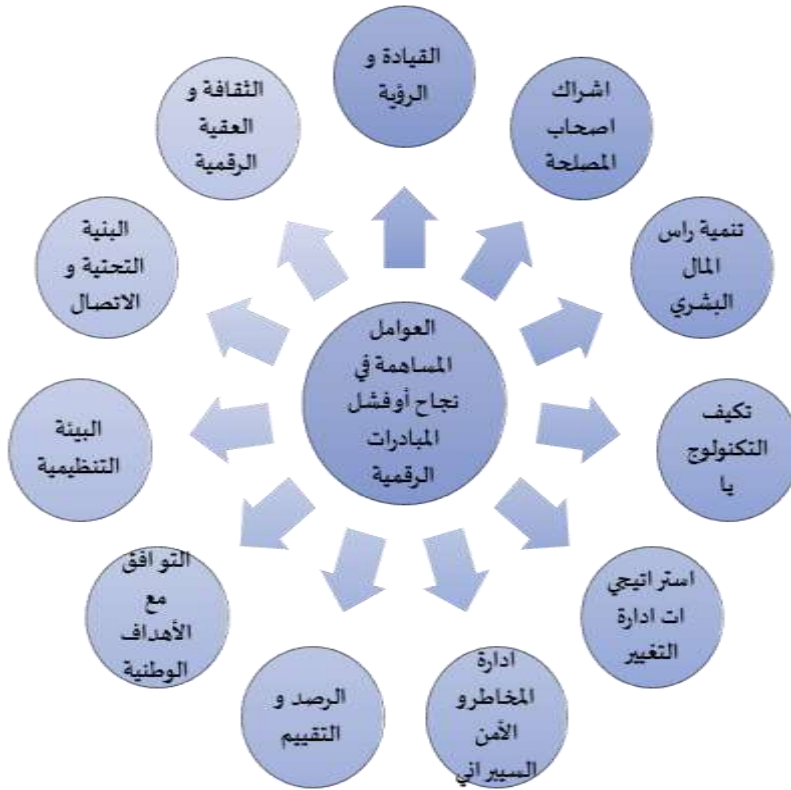 القيادة و
الرؤية
اشراك
اصحاب
المصلحة
تنمية راس
المال
البشري
تكيف
التكنولوج
يا
استراتيجي
ات ادارة
التغيير
ادارة
المخاطر و
الأمن
السيبراني
الرصد و
التقييم
التوافق
مع
الأهداف
الوطنية
البيئة
التنظيمية
البنية
التحتية و
الاتصال
الثقافة و
العقية
الرقمية
العوامل
المساهمة في
نجاح أوفشل
المبادرات
الرقمية